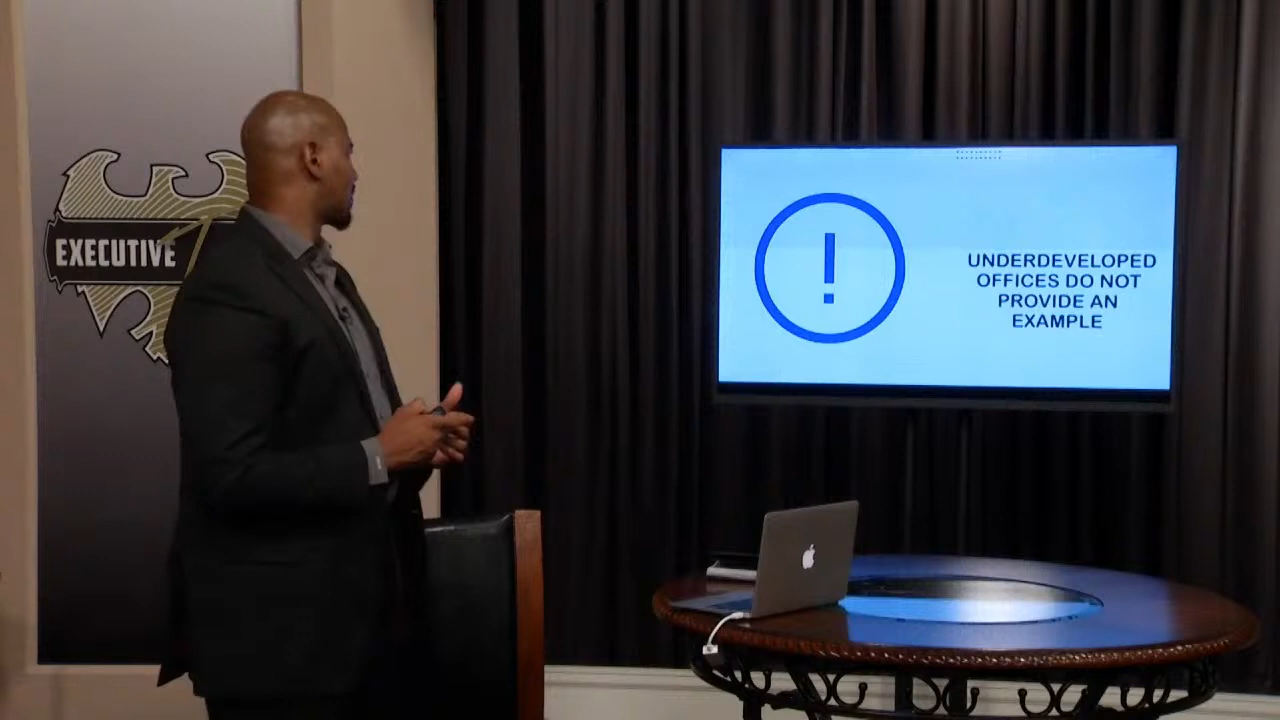 EXECUTIVE
!
UNDERDEVELOPED
OFFICES DO NOT
PROVIDE AN
EXAMPLE